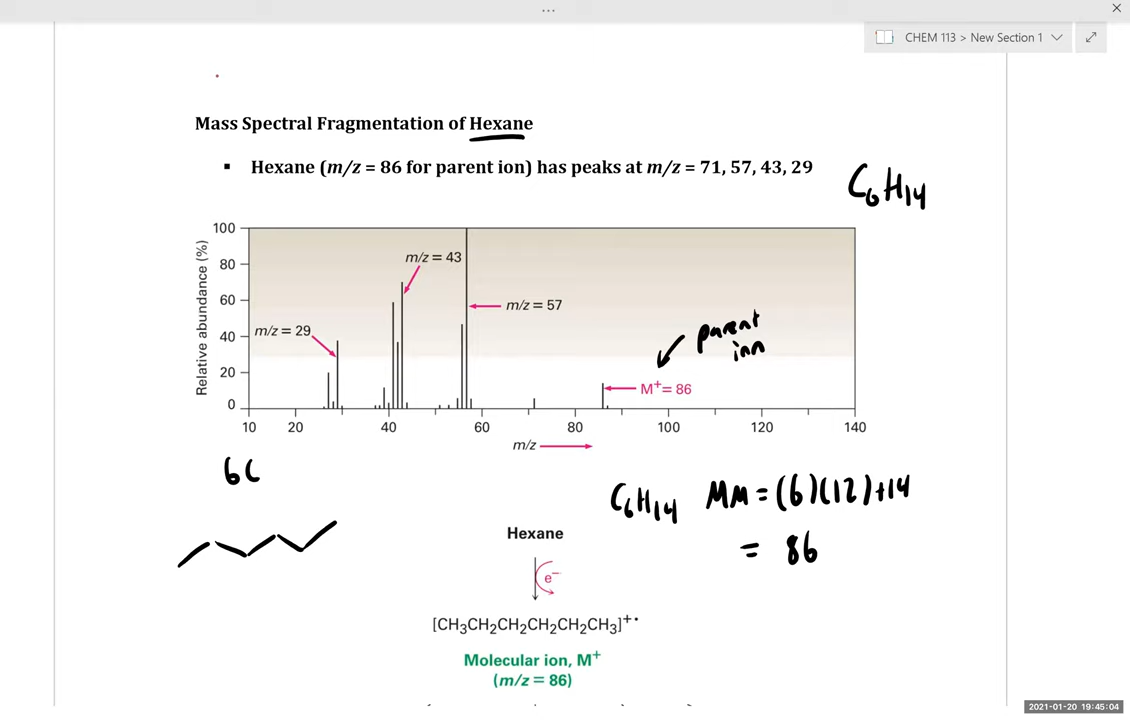 CHEM 113 > New Section 1
Mass Spectral Fragmentation of Hexane
▪ Hexane (m/z = 86 for parent ion) has peaks at m/z = 71, 57, 43, 29
C₆H₁₄
Relative abundance (%)
100
80
60
40
20
0
m/z = 43
m/z = 57
m/z = 29
parent
ion
M⁺= 86
10 20 40 60 80 100 120 140
m/z
6C
C₆H₁₄ MM = (6)(12)+14
= 86
Hexane
e⁻
[CH₃CH₂CH₂CH₂CH₂CH₃]⁺•
Molecular ion, M⁺
(m/z = 86)
2021-01-20 19:45:04